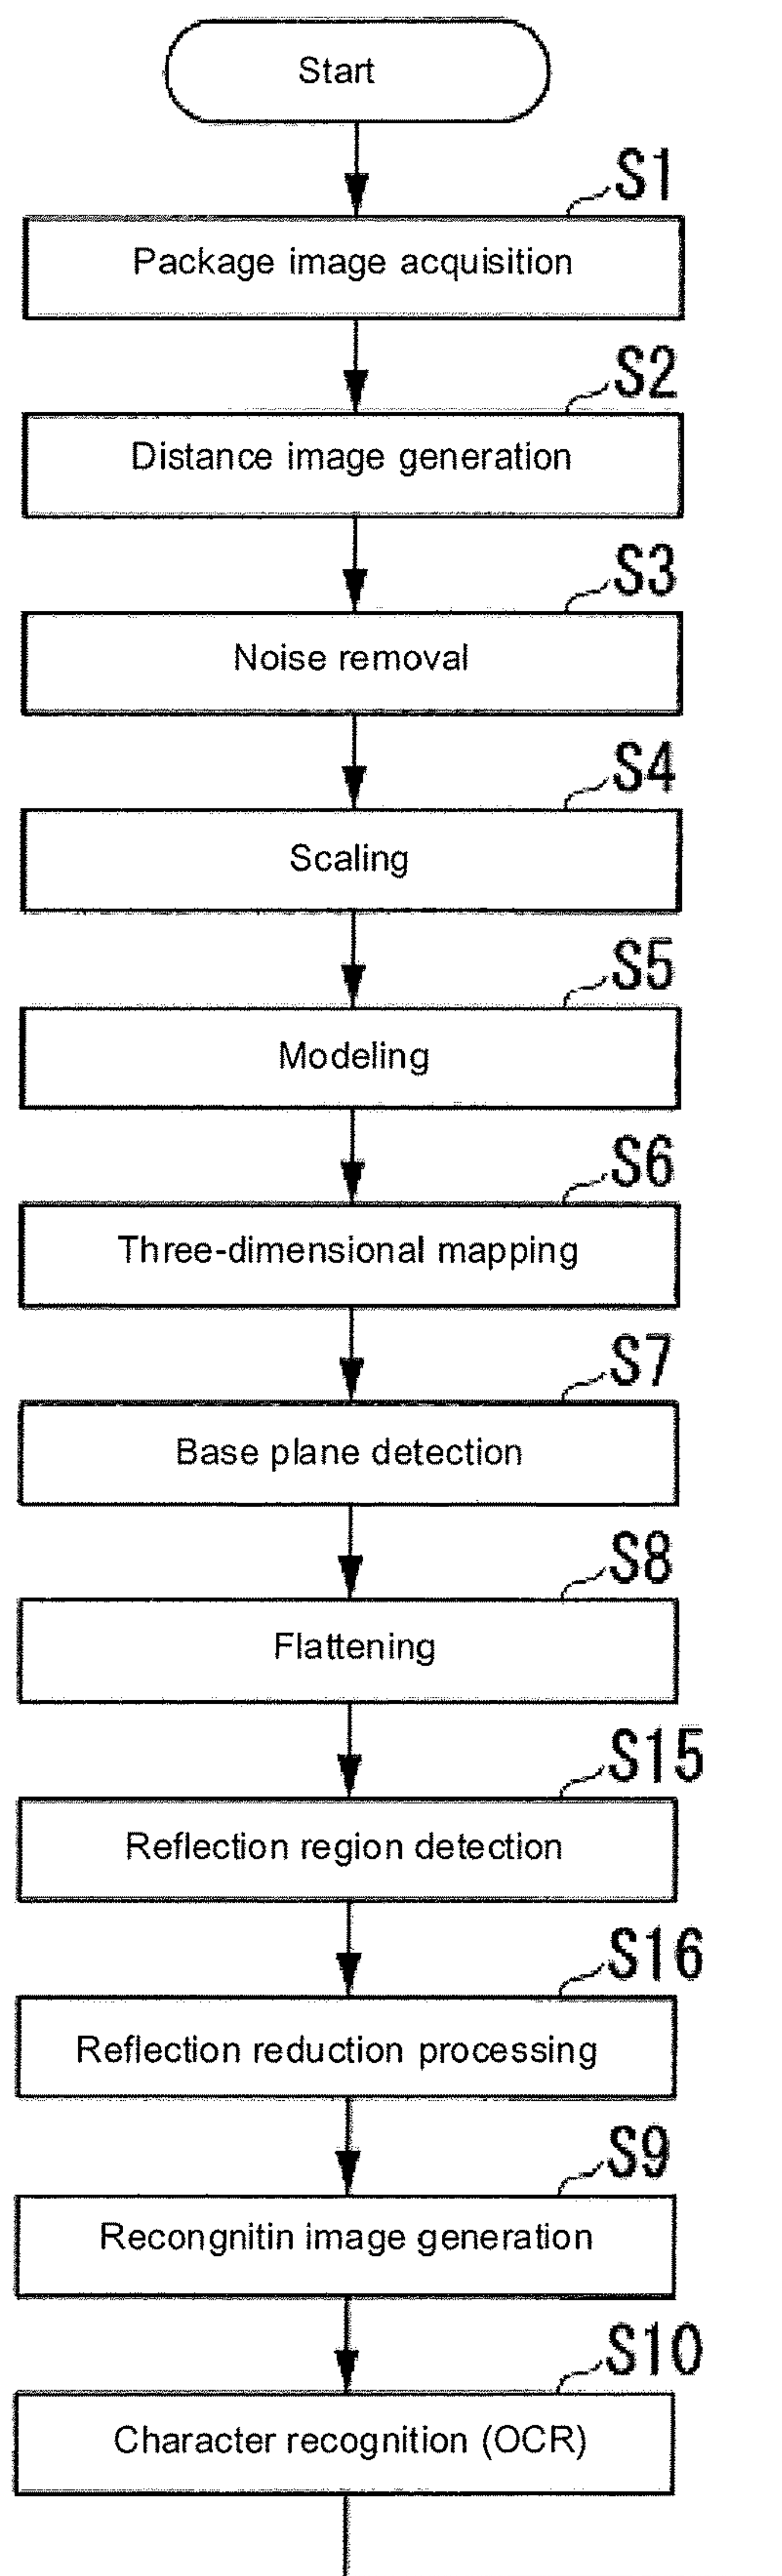 Start
S1
Package image acquisition
S2
Distance image generation
S3
Noise removal
S4
Scaling
S5
Modeling
S6
Three-dimensional mapping
S7
Base plane detection
S8
Flattening
S15
Reflection region detection
S16
Reflection reduction processing
S9
Recongnitin image generation
S10
Character recognition (OCR)